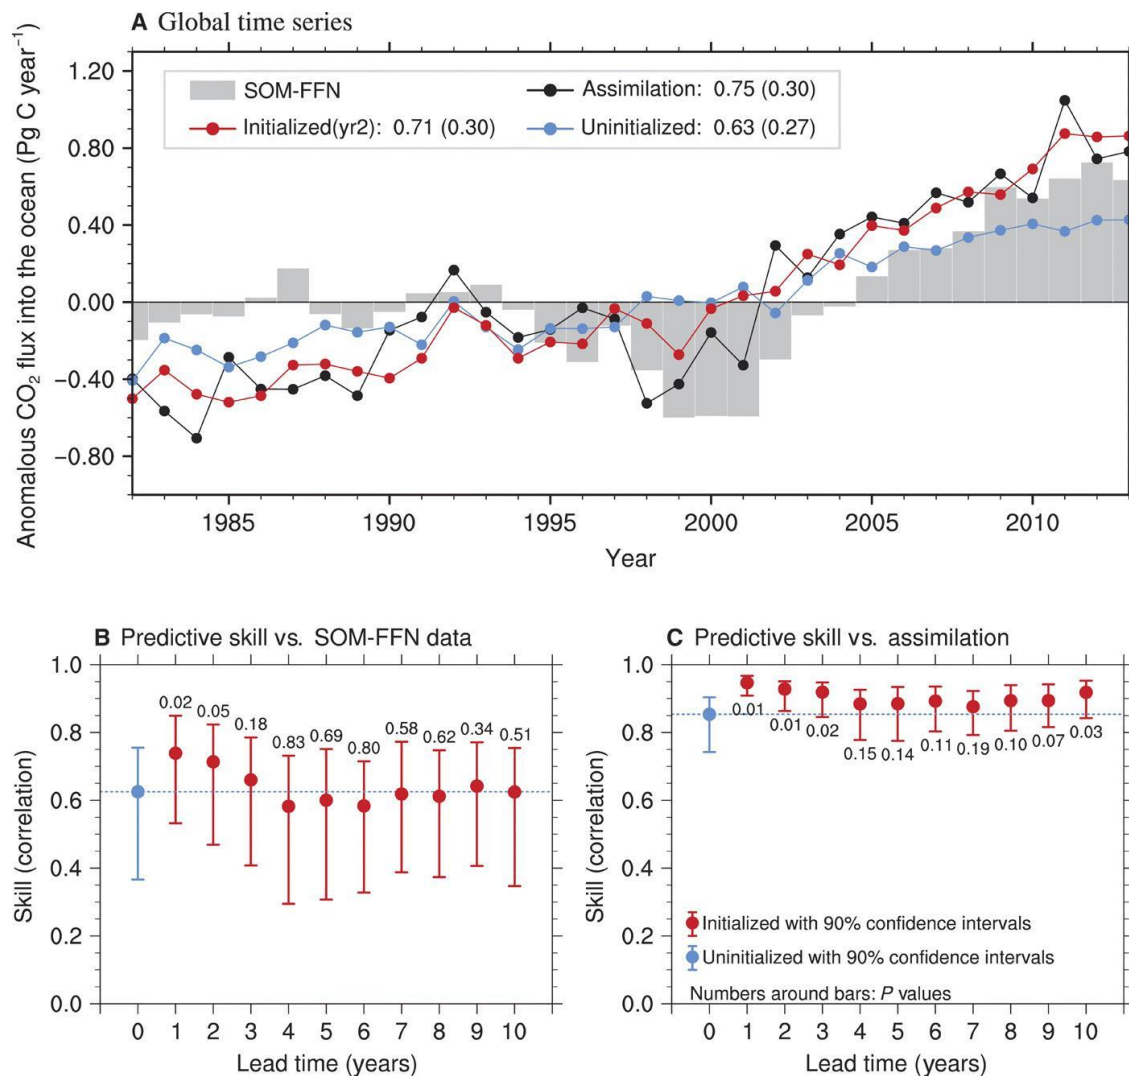 A Global time series
Anomalous CO₂ flux into the ocean (Pg C year⁻¹)
1.20
0.80
0.40
0.00
−0.40
−0.80
SOM-FFN
Assimilation: 0.75 (0.30)
Initialized(yr2): 0.71 (0.30)
Uninitialized: 0.63 (0.27)
1985 1990 1995 2000 2005 2010
Year
B Predictive skill vs. SOM-FFN data
Skill (correlation)
1.0
0.8
0.6
0.4
0.2
0.0
0.02 0.05 0.18 0.83 0.69 0.80 0.58 0.62 0.34 0.51
0 1 2 3 4 5 6 7 8 9 10
Lead time (years)
C Predictive skill vs. assimilation
Skill (correlation)
1.0
0.8
0.6
0.4
0.2
0.0
0.01 0.01 0.02 0.15 0.14 0.11 0.19 0.10 0.07 0.03
Initialized with 90% confidence intervals
Uninitialized with 90% confidence intervals
Numbers around bars: P values
0 1 2 3 4 5 6 7 8 9 10
Lead time (years)